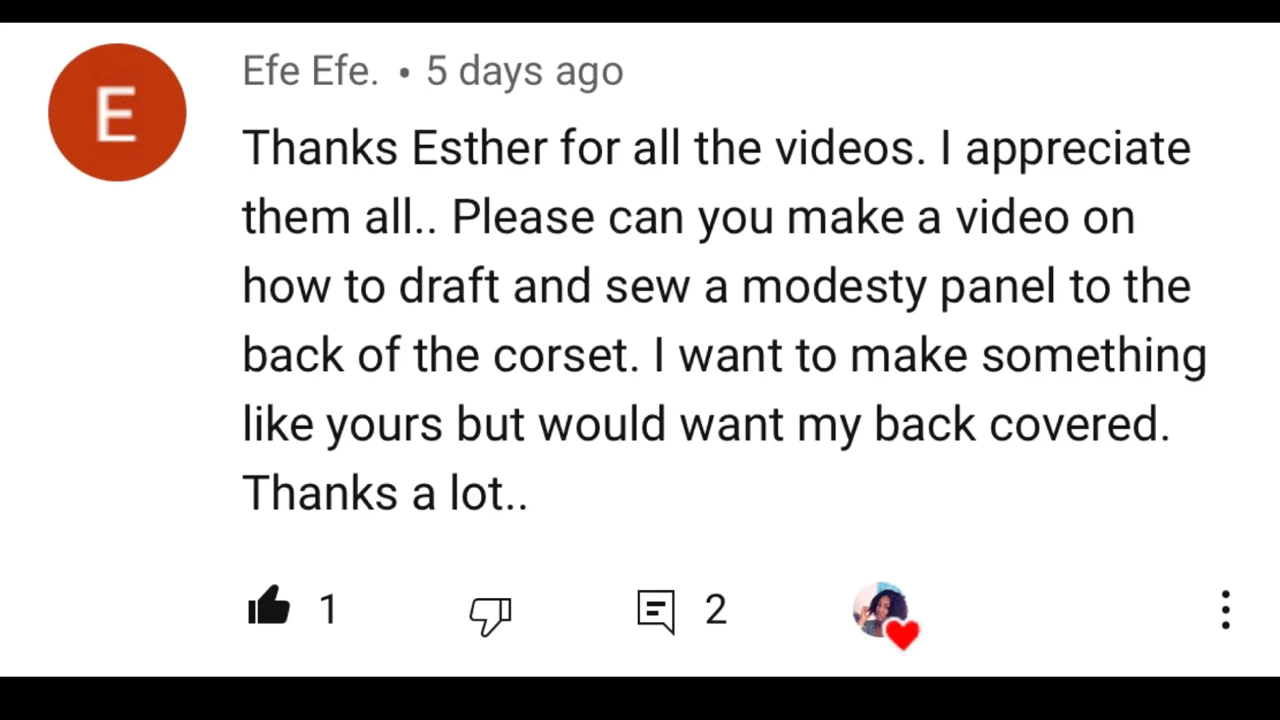 E
Efe Efe. • 5 days ago
Thanks Esther for all the videos. I appreciate
them all.. Please can you make a video on
how to draft and sew a modesty panel to the
back of the corset. I want to make something
like yours but would want my back covered.
Thanks a lot..
1
2